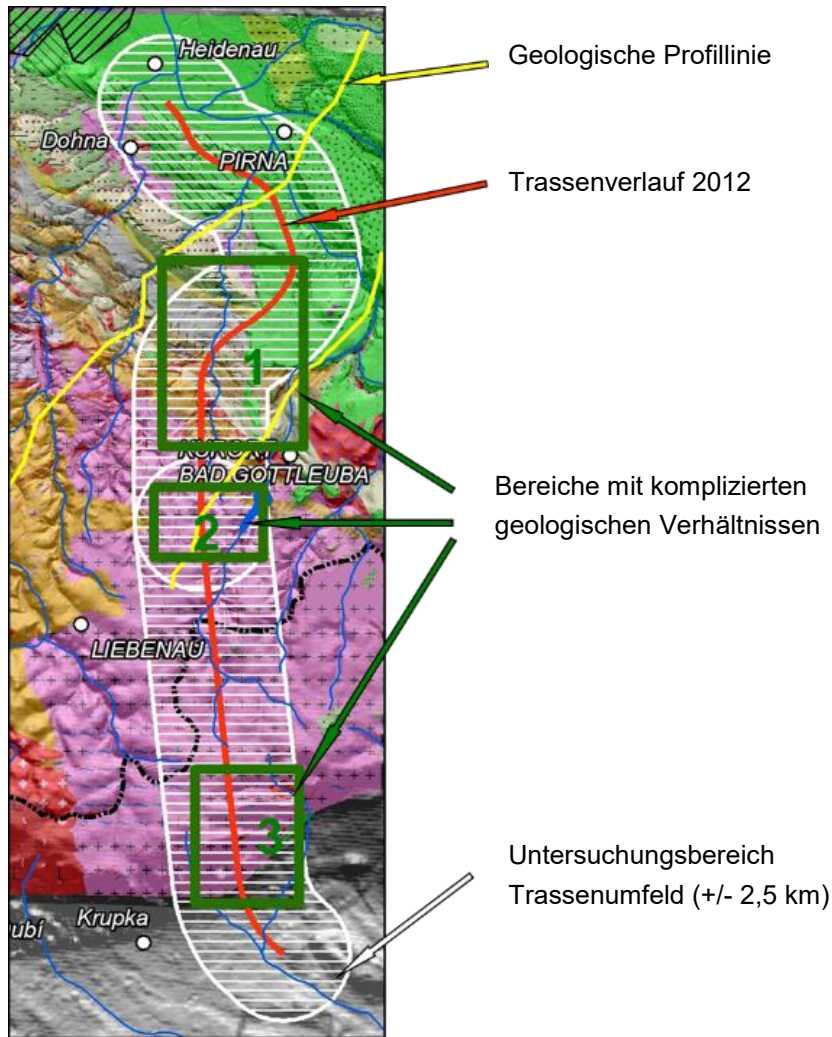 Heidenau
Geologische Profillinie
Dohna
PIRNA
Trassenverlauf 2012
1
KURORT
BAD GOTTLEUBA
Bereiche mit komplizierten
geologischen Verhältnissen
2
LIEBENAU
3
Untersuchungsbereich
Trassenumfeld (+/- 2,5 km)
Krupka
ubí